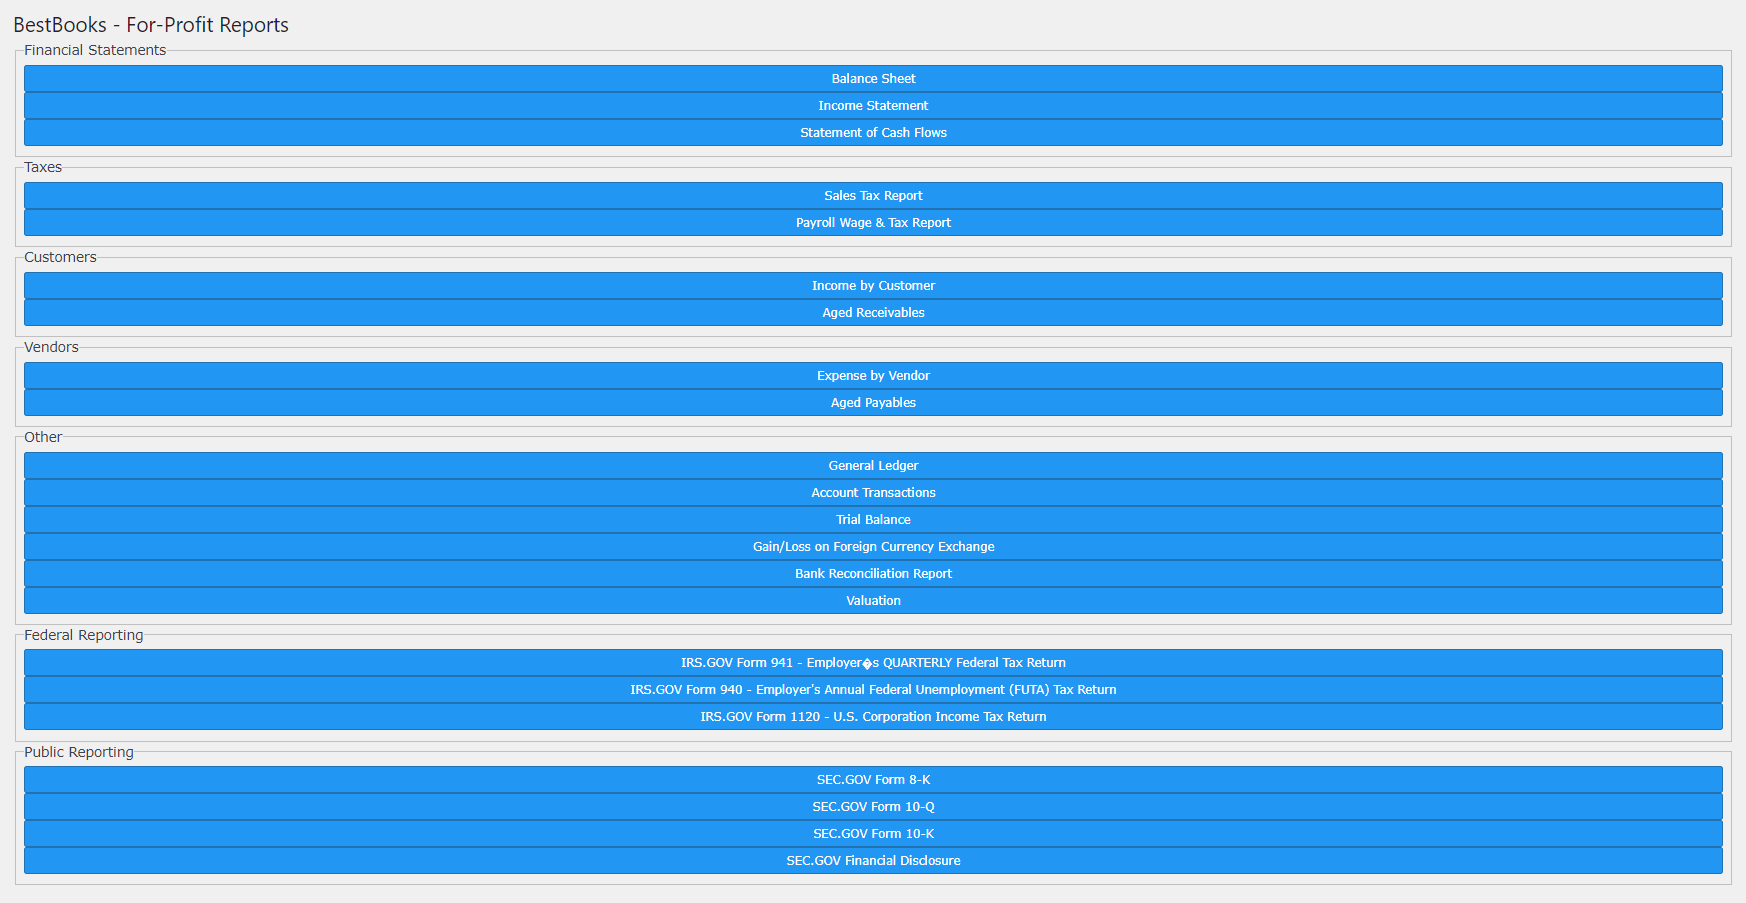 BestBooks - For-Profit Reports
Financial Statements
Balance Sheet
Income Statement
Statement of Cash Flows
Taxes
Sales Tax Report
Payroll Wage & Tax Report
Customers
Income by Customer
Aged Receivables
Vendors
Expense by Vendor
Aged Payables
Other
General Ledger
Account Transactions
Trial Balance
Gain/Loss on Foreign Currency Exchange
Bank Reconciliation Report
Valuation
Federal Reporting
IRS.GOV Form 941 - Employer�s QUARTERLY Federal Tax Return
IRS.GOV Form 940 - Employer's Annual Federal Unemployment (FUTA) Tax Return
IRS.GOV Form 1120 - U.S. Corporation Income Tax Return
Public Reporting
SEC.GOV Form 8-K
SEC.GOV Form 10-Q
SEC.GOV Form 10-K
SEC.GOV Financial Disclosure